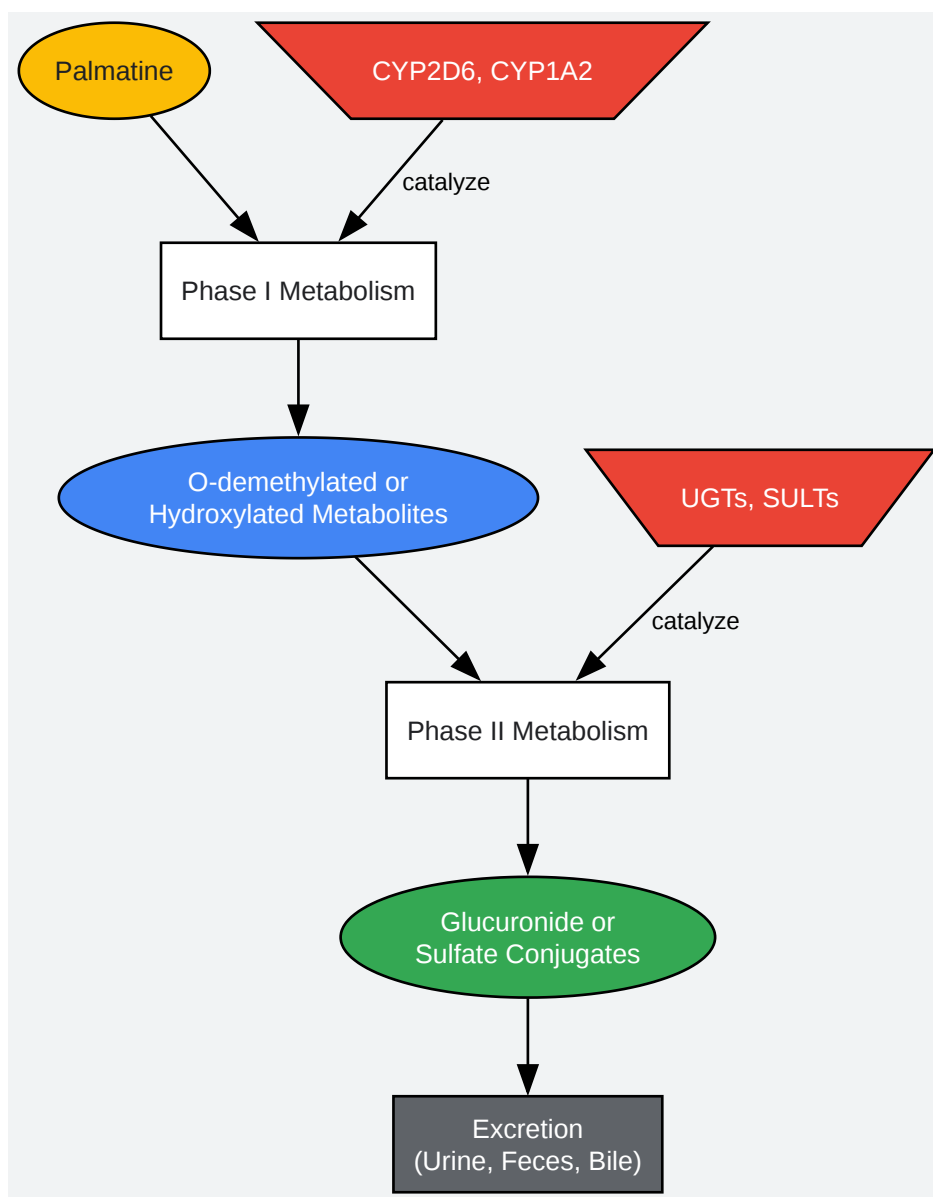 Palmatine
CYP2D6, CYP1A2
catalyze
Phase I Metabolism
O-demethylated or
Hydroxylated Metabolites
UGTs, SULTs
catalyze
Phase II Metabolism
Glucuronide or
Sulfate Conjugates
Excretion
(Urine, Feces, Bile)